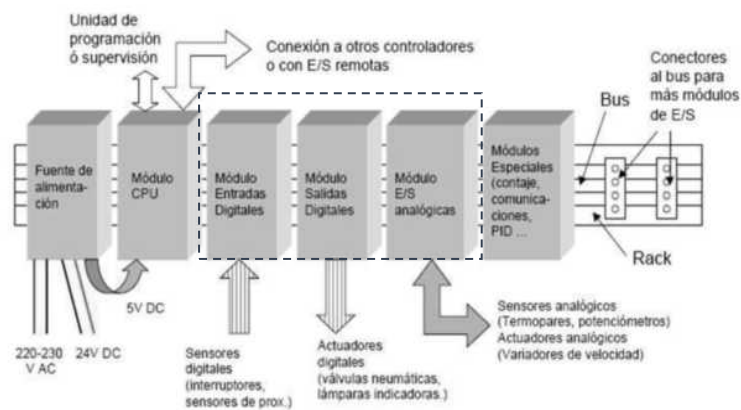 Unidad de
programación
ó supervisión
Conexión a otros controladores
o con E/S remotas
Conectores
al bus para
más módulos
de E/S
Bus
Fuente de
alimenta-
ción
Módulo
CPU
Módulo
Entradas
Digitales
Módulo
Salidas
Digitales
Módulo
E/S
analógicas
Módulos
Especiales
(contaje,
comunica-
ciones,
PID ...
Rack
5V DC
220-230
V AC
24V DC
Sensores
digitales
(interruptores,
sensores de prox.)
Actuadores
digitales
(válvulas neumáticas,
lámparas indicadoras.)
Sensores analógicos
(Termopares, potenciómetros)
Actuadores analógicos
(Variadores de velocidad)